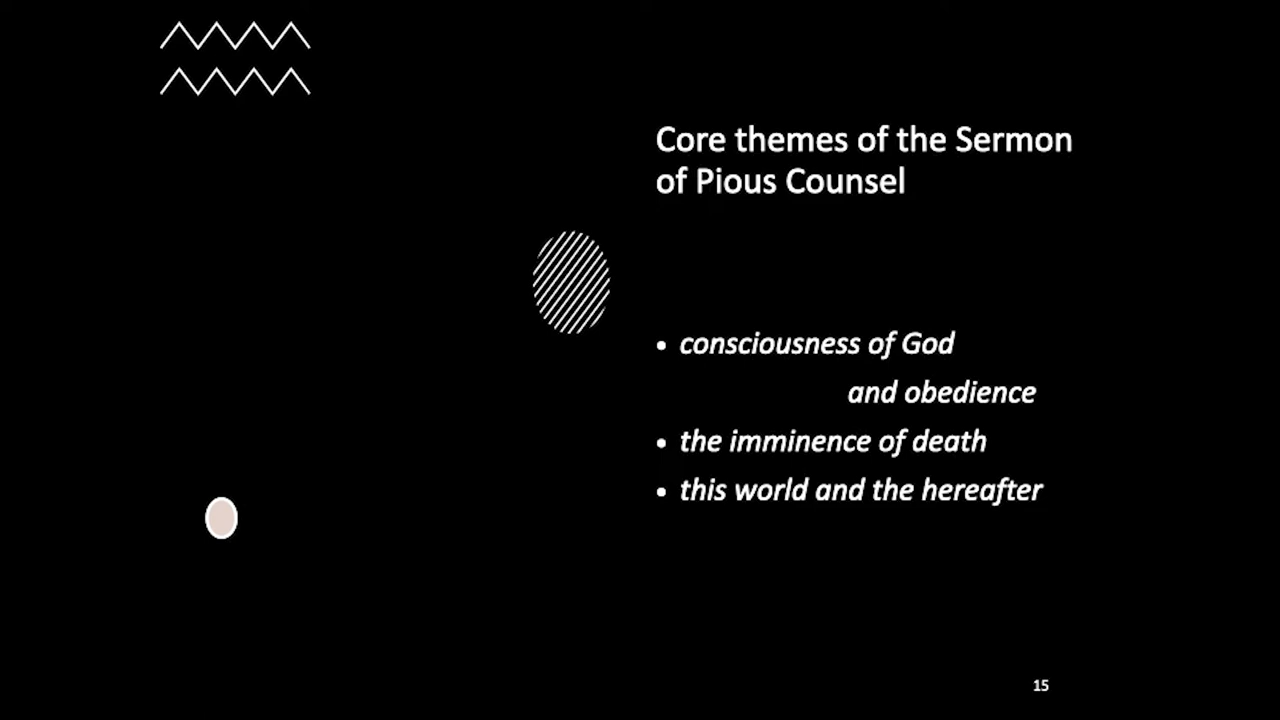 Core themes of the Sermon
of Pious Counsel
• consciousness of God
and obedience
• the imminence of death
• this world and the hereafter
15